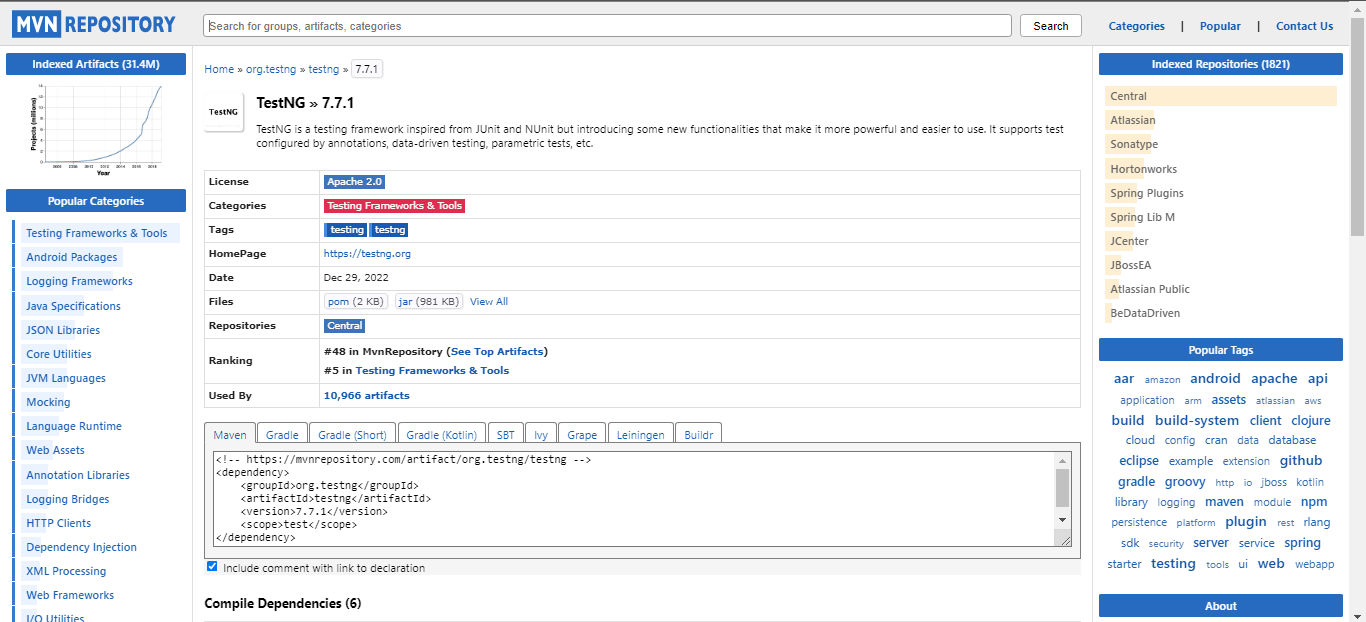 MVN REPOSITORY
Search for groups, artifacts, categories
Search
Categories | Popular | Contact Us
Indexed Artifacts (31.4M)
Projects (millions)
Year
Popular Categories
Testing Frameworks & Tools
Android Packages
Logging Frameworks
Java Specifications
JSON Libraries
Core Utilities
JVM Languages
Mocking
Language Runtime
Web Assets
Annotation Libraries
Logging Bridges
HTTP Clients
Dependency Injection
XML Processing
Web Frameworks
I/O Utilities
Home » org.testng » testng » 7.7.1
TestNG
TestNG » 7.7.1
TestNG is a testing framework inspired from JUnit and NUnit but introducing some new functionalities that make it more powerful and easier to use. It supports test
configured by annotations, data-driven testing, parametric tests, etc.
License Apache 2.0
Categories Testing Frameworks & Tools
Tags testing testng
HomePage https://testng.org
Date Dec 29, 2022
Files pom (2 KB) jar (981 KB) View All
Repositories Central
Ranking #48 in MvnRepository (See Top Artifacts)
#5 in Testing Frameworks & Tools
Used By 10,966 artifacts
Maven Gradle Gradle (Short) Gradle (Kotlin) SBT Ivy Grape Leiningen Buildr
<!-- https://mvnrepository.com/artifact/org.testng/testng -->
<dependency>
    <groupId>org.testng</groupId>
    <artifactId>testng</artifactId>
    <version>7.7.1</version>
    <scope>test</scope>
</dependency>
Include comment with link to declaration
Compile Dependencies (6)
Indexed Repositories (1821)
Central
Atlassian
Sonatype
Hortonworks
Spring Plugins
Spring Lib M
JCenter
JBossEA
Atlassian Public
BeDataDriven
Popular Tags
aar amazon android apache api
application arm assets atlassian aws
build build-system client clojure
cloud config cran data database
eclipse example extension github
gradle groovy http io jboss kotlin
library logging maven module npm
persistence platform plugin rest rlang
sdk security server service spring
starter testing tools ui web webapp
About